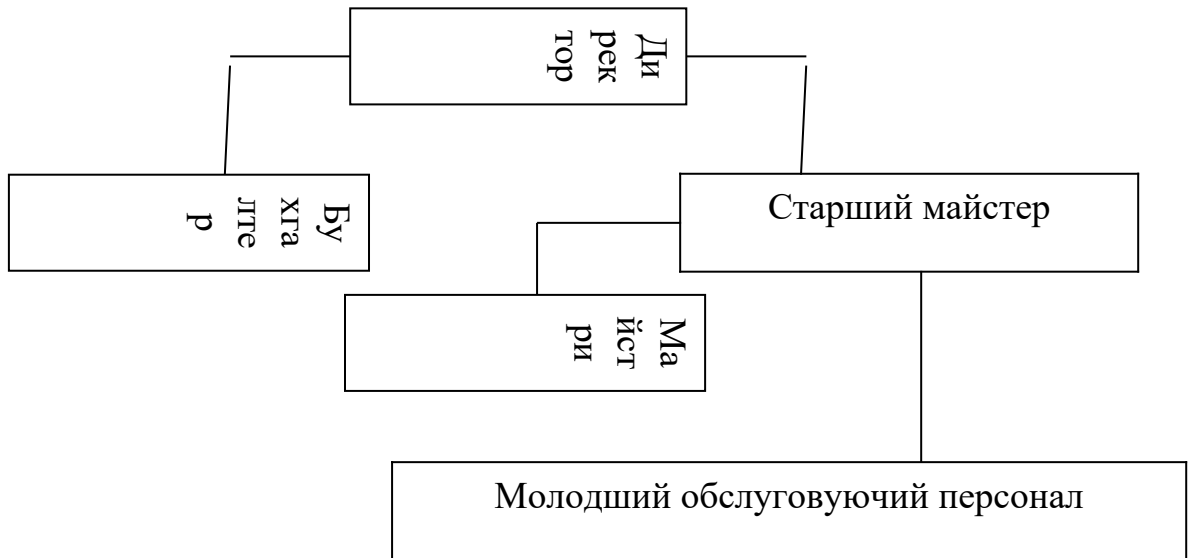 Ди
рек
тор
Бу
хга
лте
р
Старший майстер
Ма
йст
ри
Молодший обслуговуючий персонал